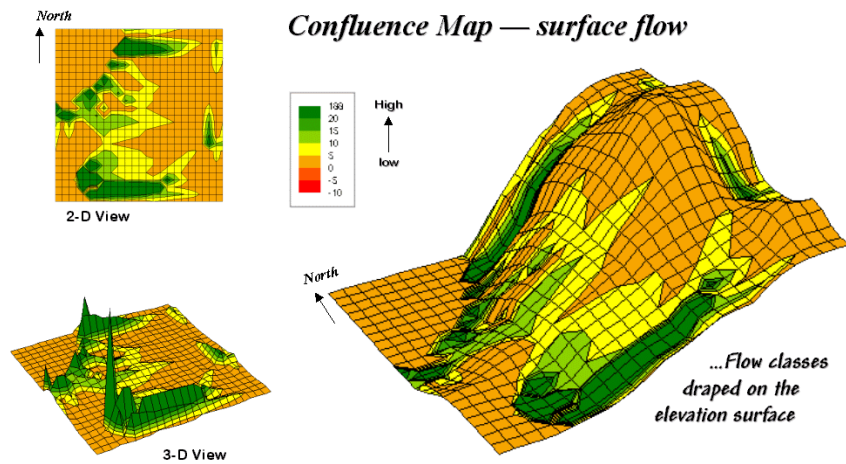 North
Confluence Map — surface flow
100
20
15
10
5
0
-5
-10
High
low
2-D View
North
3-D View
...Flow classes
draped on the
elevation surface